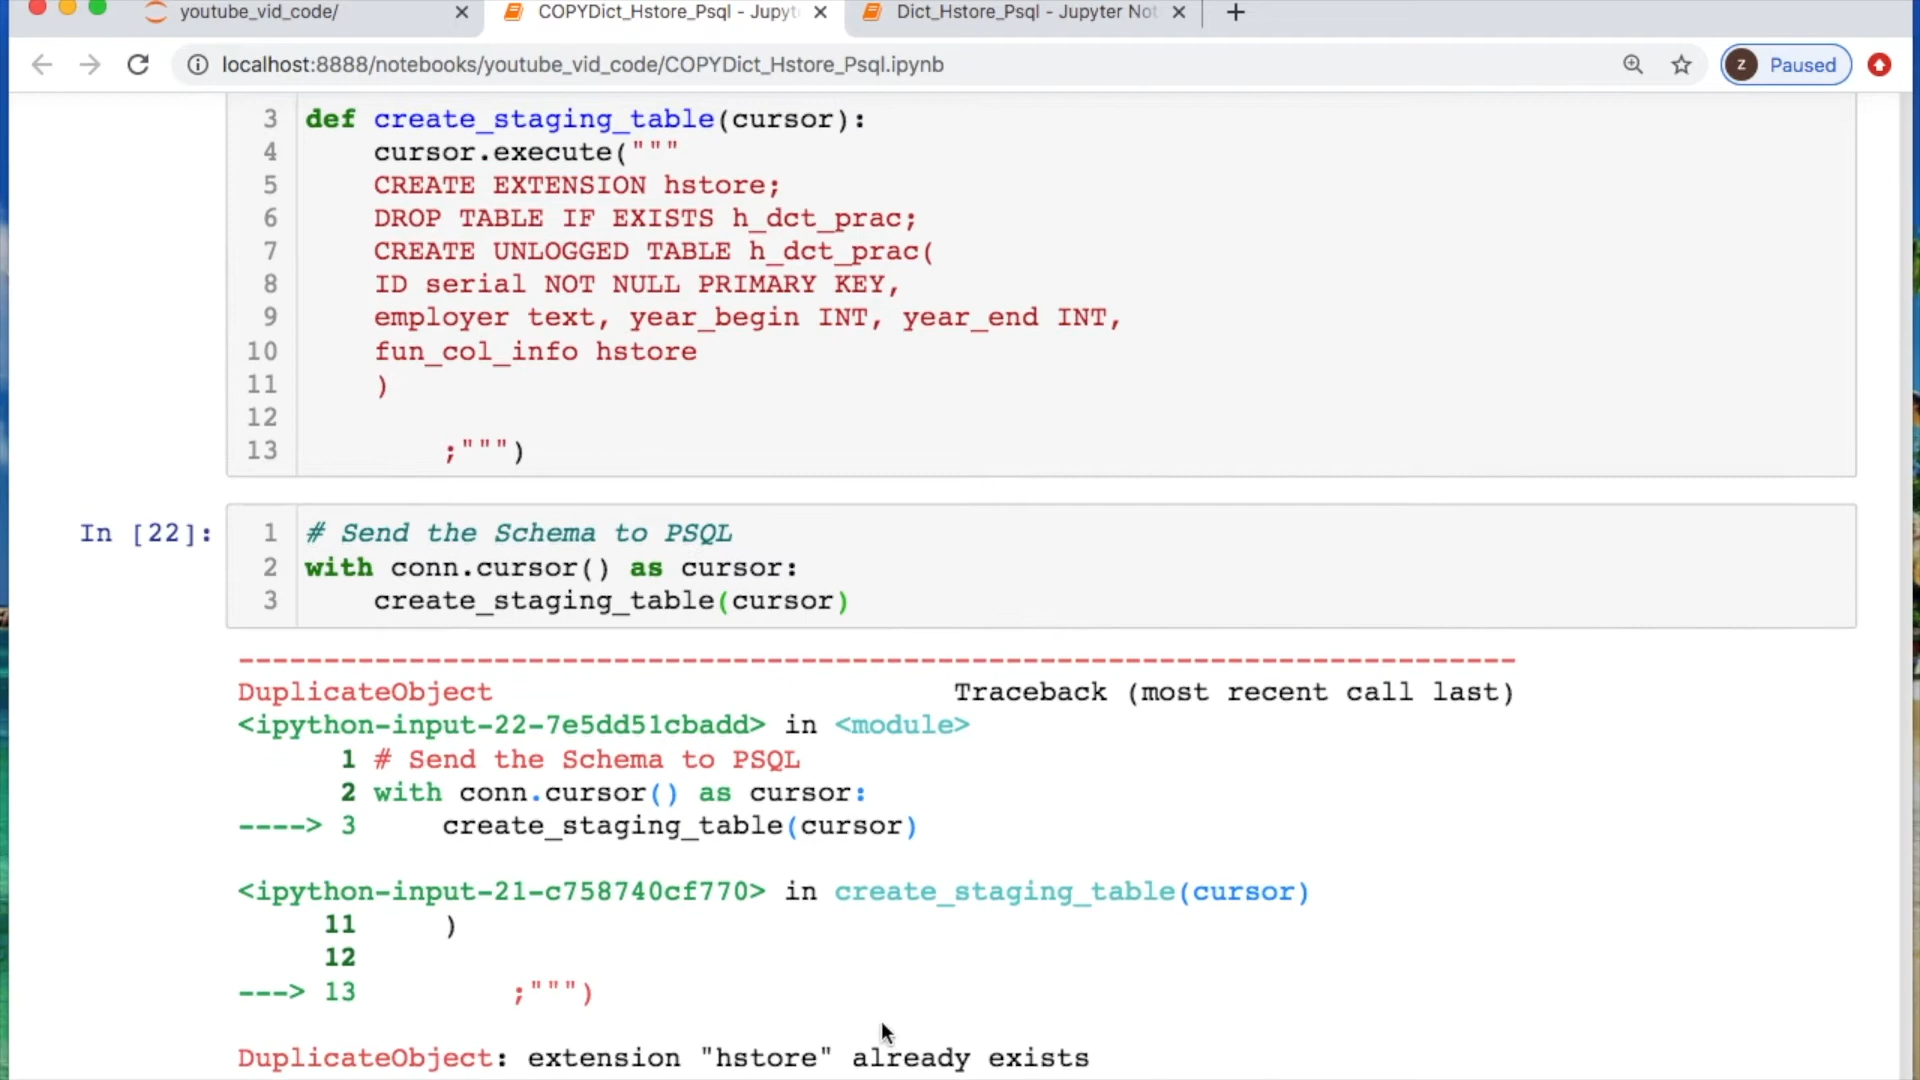 youtube_vid_code/
COPYDict_Hstore_Psql - Jupyt
Dict_Hstore_Psql - Jupyter Not
localhost:8888/notebooks/youtube_vid_code/COPYDict_Hstore_Psql.ipynb
z Paused
3 def create_staging_table(cursor):
4 cursor.execute("""
5 CREATE EXTENSION hstore;
6 DROP TABLE IF EXISTS h_dct_prac;
7 CREATE UNLOGGED TABLE h_dct_prac(
8 ID serial NOT NULL PRIMARY KEY,
9 employer text, year_begin INT, year_end INT,
10 fun_col_info hstore
11 )
12
13 ;""")
In [22]:
1 # Send the Schema to PSQL
2 with conn.cursor() as cursor:
3 create_staging_table(cursor)
---------------------------------------------------------------------------
DuplicateObject Traceback (most recent call last)
<ipython-input-22-7e5dd51cbadd> in <module>
1 # Send the Schema to PSQL
2 with conn.cursor() as cursor:
----> 3 create_staging_table(cursor)
<ipython-input-21-c758740cf770> in create_staging_table(cursor)
11 )
12
---> 13 ;""")
DuplicateObject: extension "hstore" already exists